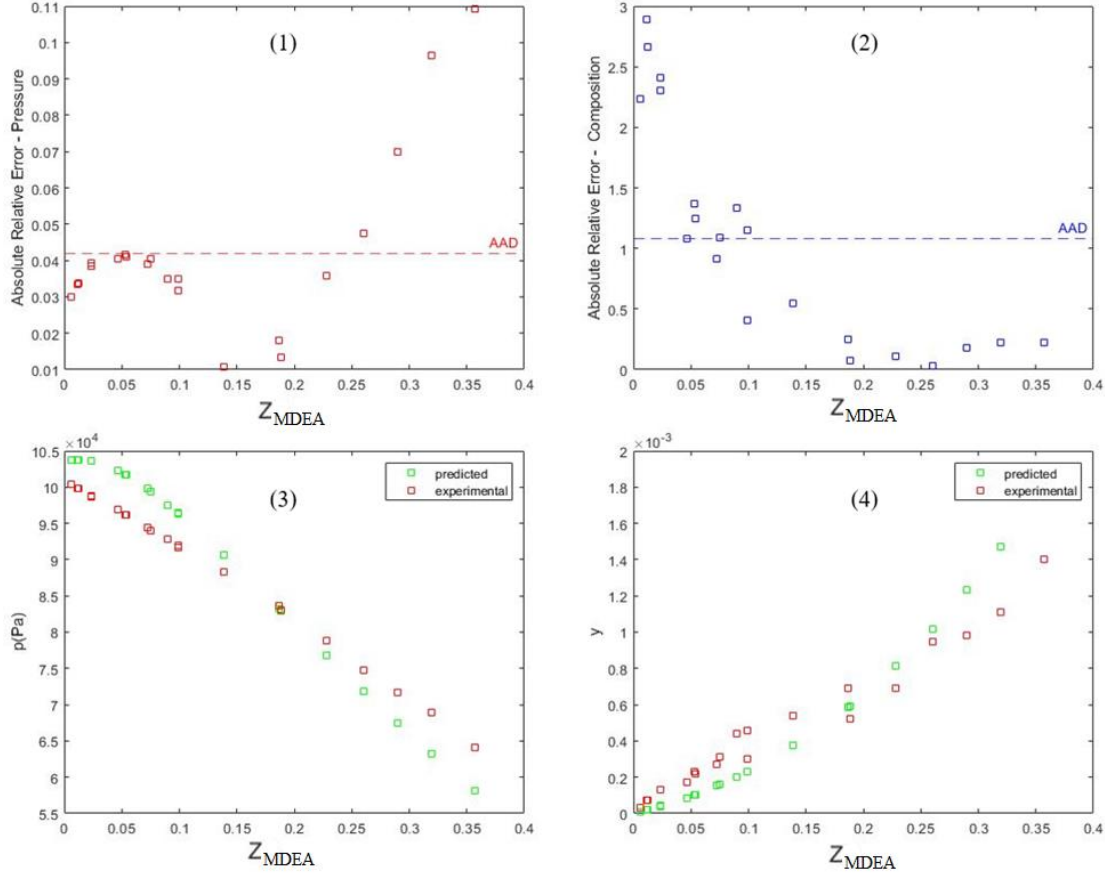 (1)
Absolute Relative Error - Pressure
0.11
0.1
0.09
0.08
0.07
0.06
0.05
0.04
0.03
0.02
0.01
AAD
0 0.05 0.1 0.15 0.2 0.25 0.3 0.35 0.4
Z MDEA
(2)
Absolute Relative Error - Composition
3
2.5
2
1.5
1
0.5
0
AAD
0 0.05 0.1 0.15 0.2 0.25 0.3 0.35 0.4
Z MDEA
×10⁴
(3)
p(Pa)
10.5
10
9.5
9
8.5
8
7.5
7
6.5
6
5.5
predicted
experimental
0 0.05 0.1 0.15 0.2 0.25 0.3 0.35 0.4
Z MDEA
×10⁻³
(4)
y
2
1.8
1.6
1.4
1.2
1
0.8
0.6
0.4
0.2
0
predicted
experimental
0 0.05 0.1 0.15 0.2 0.25 0.3 0.35 0.4
Z MDEA